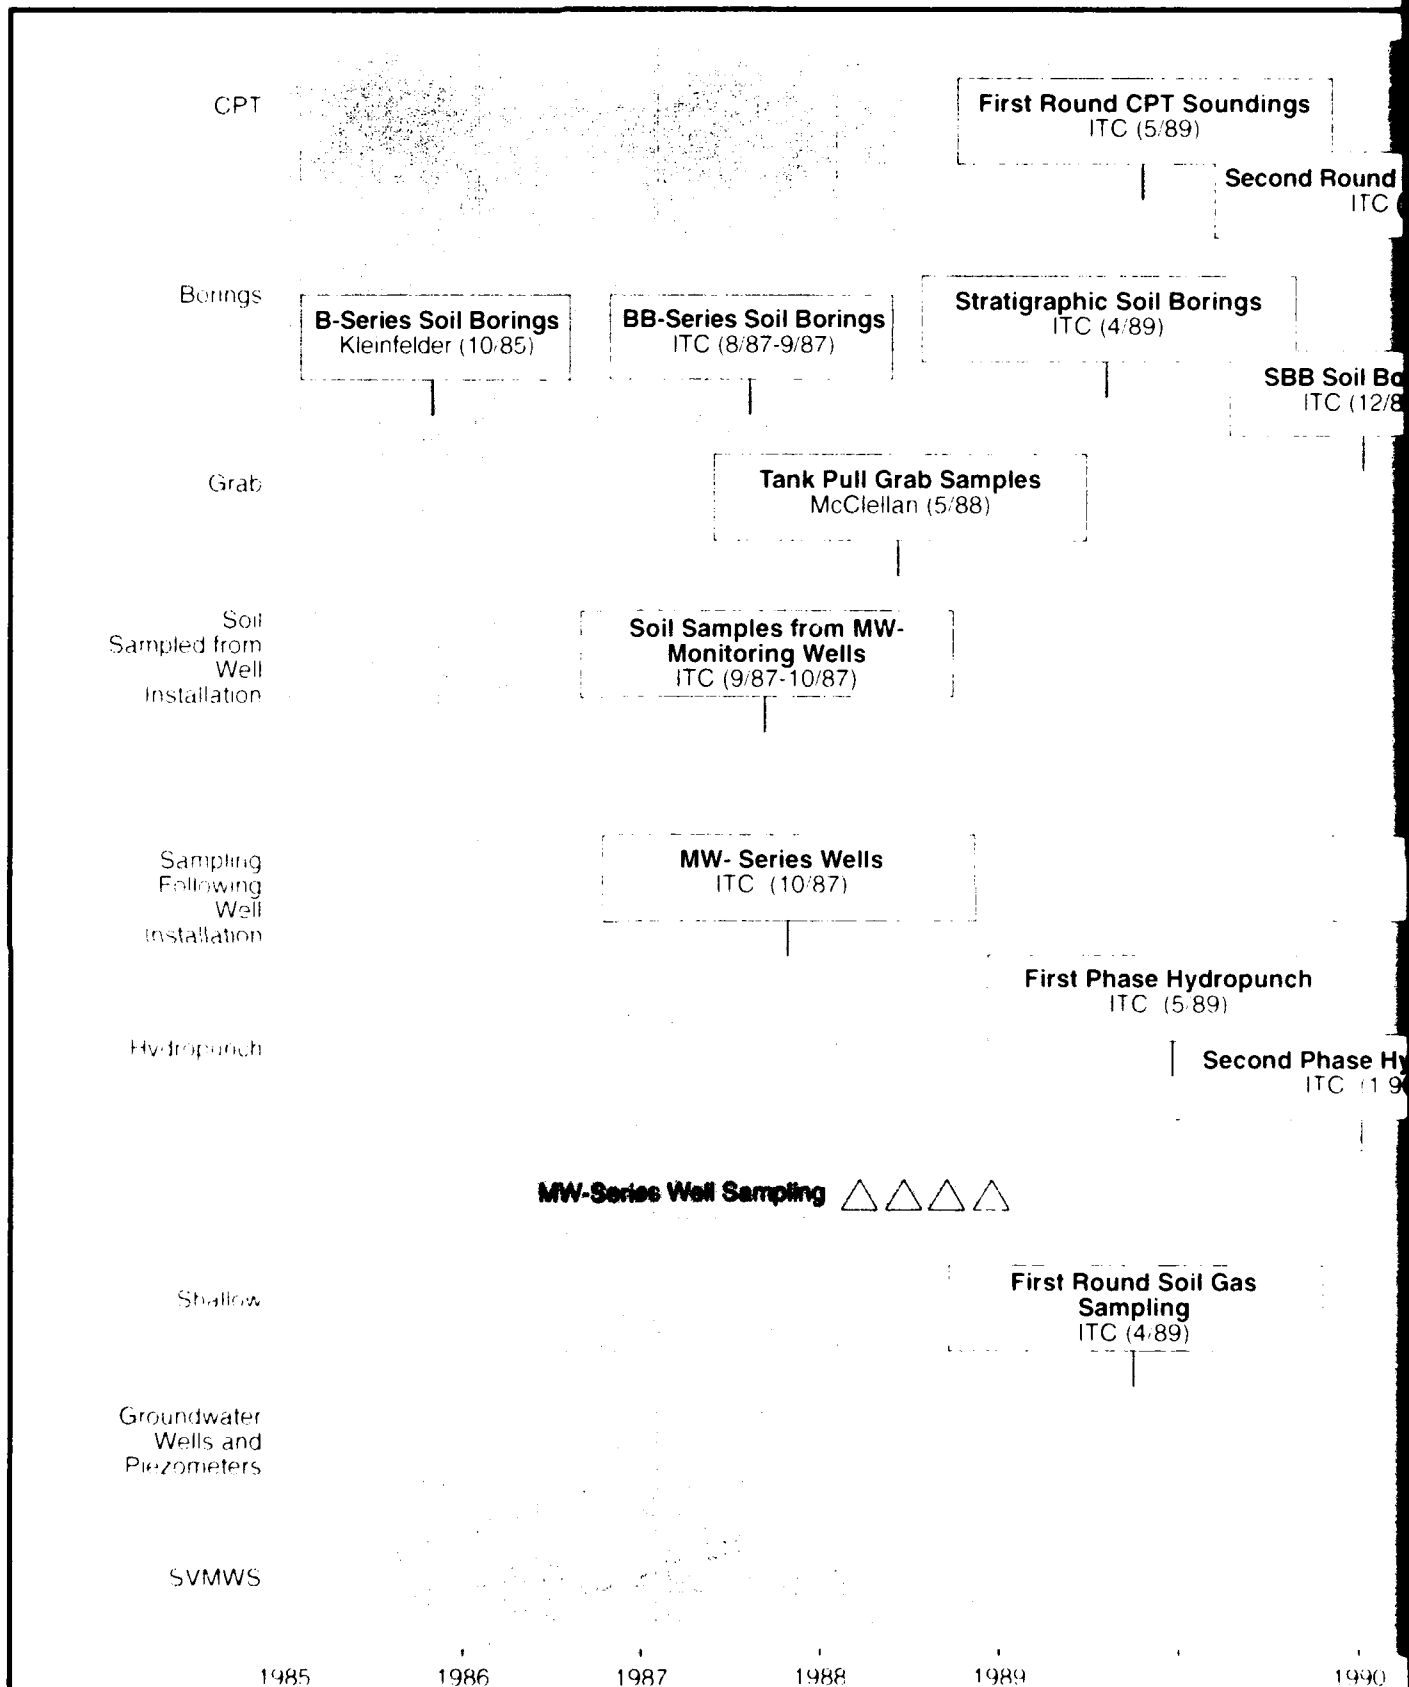 CPT
First Round CPT Soundings
ITC (5/89)
Second Round
ITC
Borings
B-Series Soil Borings
Kleinfelder (10/85)
BB-Series Soil Borings
ITC (8/87-9/87)
Stratigraphic Soil Borings
ITC (4/89)
SBB Soil Bo
ITC (12/8
Grab
Tank Pull Grab Samples
McClellan (5/88)
Soil
Sampled from
Well
Installation
Soil Samples from MW-
Monitoring Wells
ITC (9/87-10/87)
Sampling
Following
Well
Installation
MW- Series Wells
ITC (10/87)
First Phase Hydropunch
ITC (5/89)
Hydropunch
Second Phase Hy
ITC (1/90
MW-Series Well Sampling
Shallow
First Round Soil Gas
Sampling
ITC (4/89)
Groundwater
Wells and
Piezometers
SVMWS
1985 1986 1987 1988 1989 1990